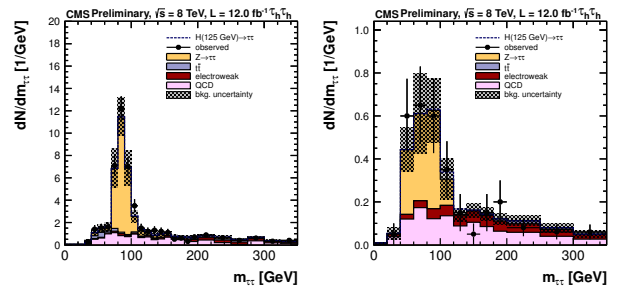 CMS Preliminary, √s = 8 TeV, L = 12.0 fb⁻¹ τhτh
dN/dmττ [1/GeV]
20
18
16
14
12
10
8
6
4
2
0
H(125 GeV)→ττ
observed
Z→ττ
tt̄
electroweak
QCD
bkg. uncertainty
0 100 200 300
mττ [GeV]
CMS Preliminary, √s = 8 TeV, L = 12.0 fb⁻¹ τhτh
dN/dmττ [1/GeV]
1.0
0.8
0.6
0.4
0.2
0.0
H(125 GeV)→ττ
observed
Z→ττ
tt̄
electroweak
QCD
bkg. uncertainty
0 100 200 300
mττ [GeV]